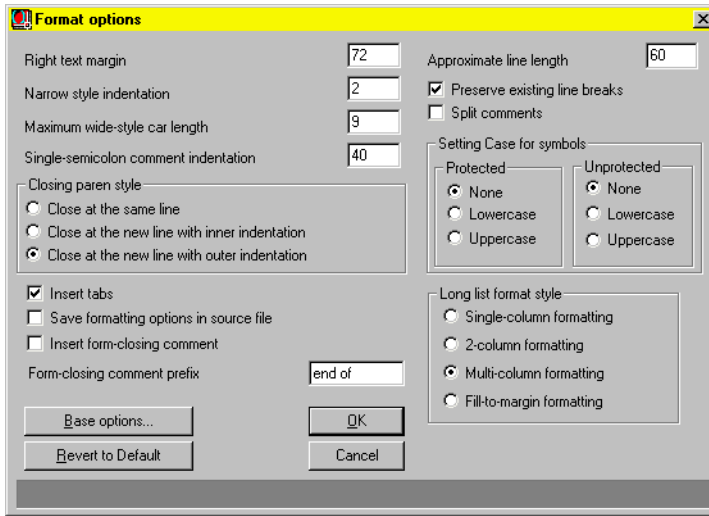 Format options
Right text margin 72
Narrow style indentation 2
Maximum wide-style car length 9
Single-semicolon comment indentation 40
Closing paren style
Close at the same line
Close at the new line with inner indentation
Close at the new line with outer indentation
Insert tabs
Save formatting options in source file
Insert form-closing comment
Form-closing comment prefix end of
Base options...
OK
Revert to Default
Cancel
Approximate line length 60
Preserve existing line breaks
Split comments
Setting Case for symbols
Protected
None
Lowercase
Uppercase
Unprotected
None
Lowercase
Uppercase
Long list format style
Single-column formatting
2-column formatting
Multi-column formatting
Fill-to-margin formatting